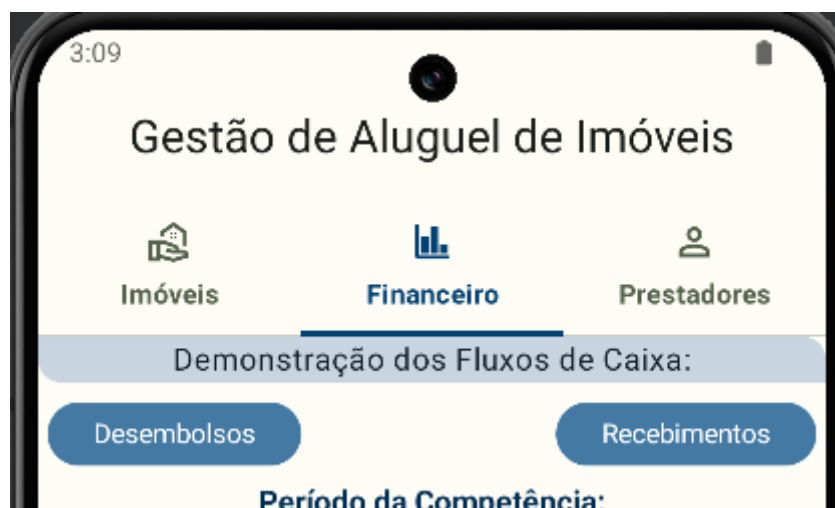 3:09
Gestão de Aluguel de Imóveis
Imóveis Financeiro Prestadores
Demonstração dos Fluxos de Caixa:
Desembolsos Recebimentos
Período da Competência: